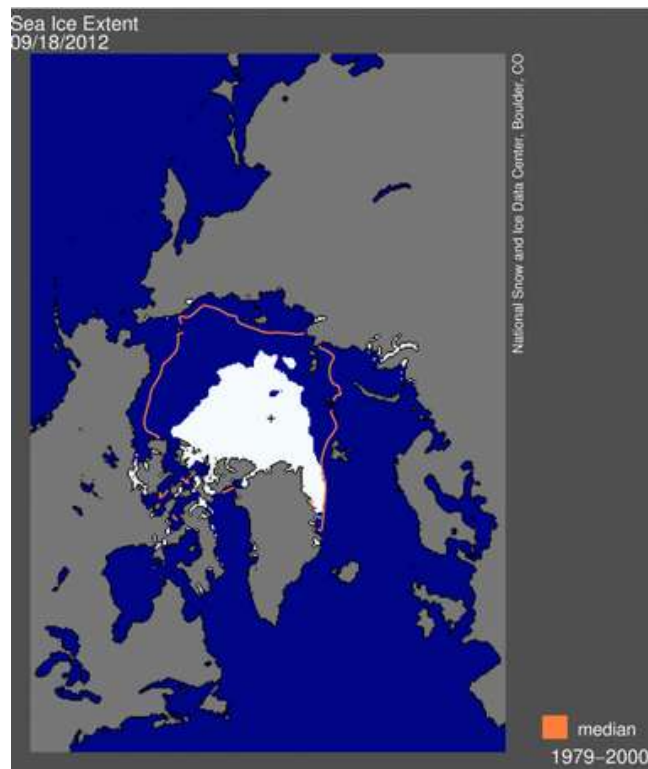 Sea Ice Extent
09/18/2012
National Snow and Ice Data Center, Boulder, CO
median
1979–2000